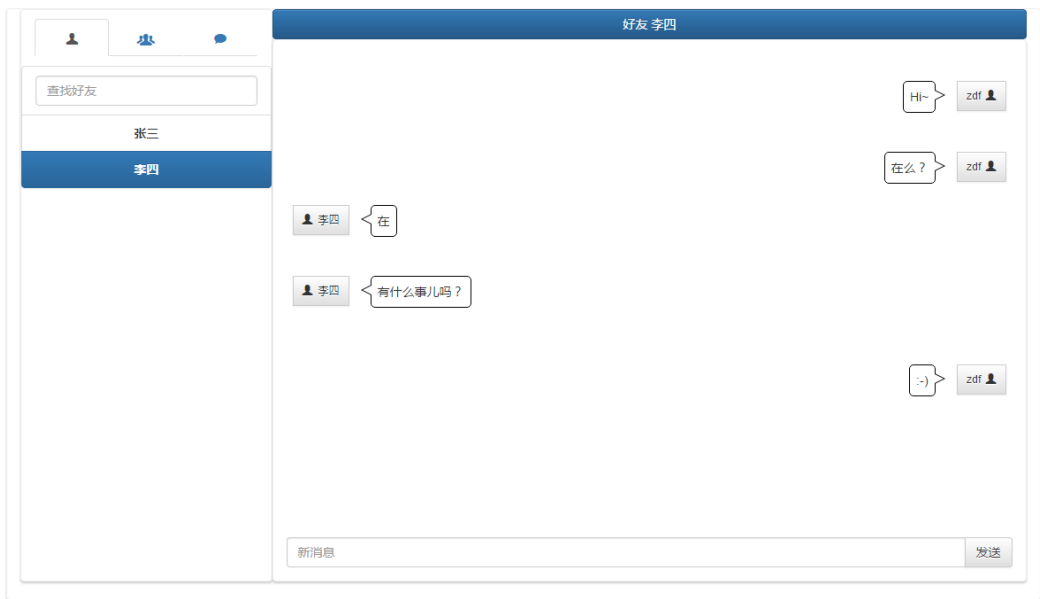 查找好友
张三
李四
好友 李四
Hi~
zdf
在么？
zdf
李四
在
李四
有什么事儿吗？
:-)
zdf
新消息
发送